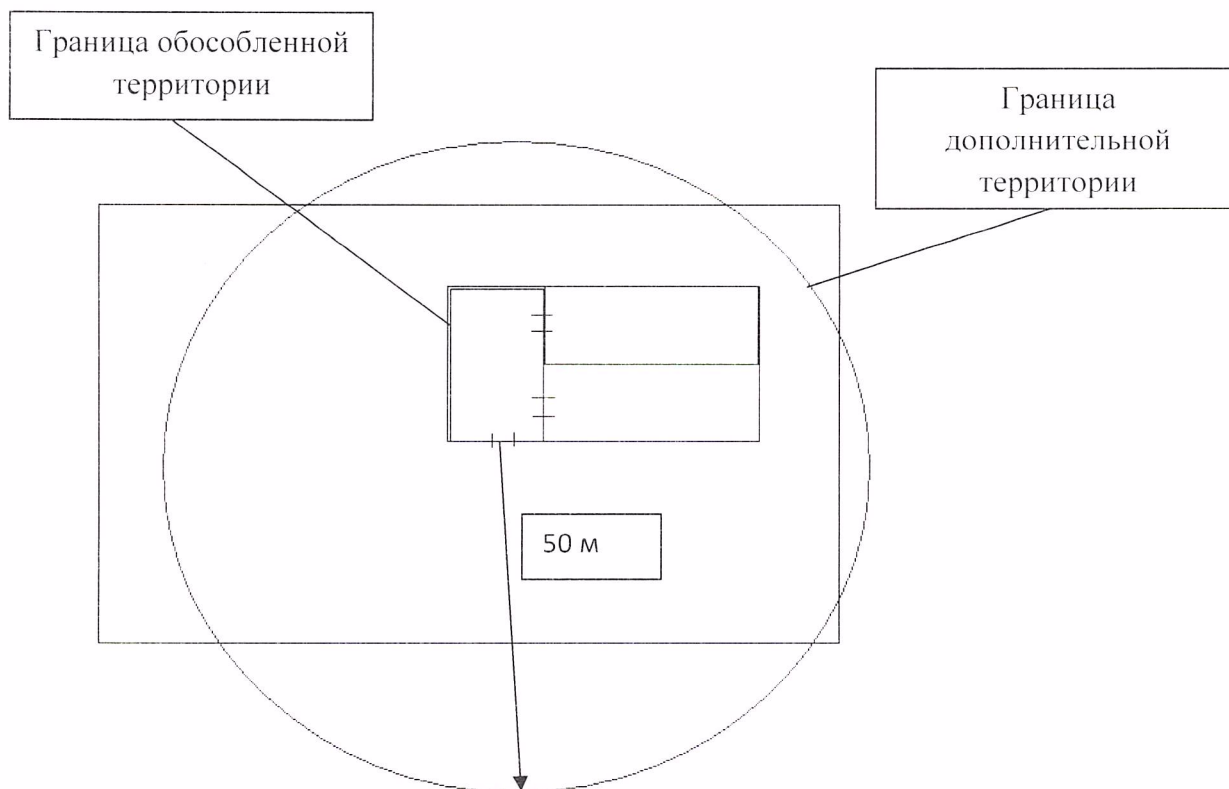 Граница обособленной
территории
Граница
дополнительной
территории
50 м